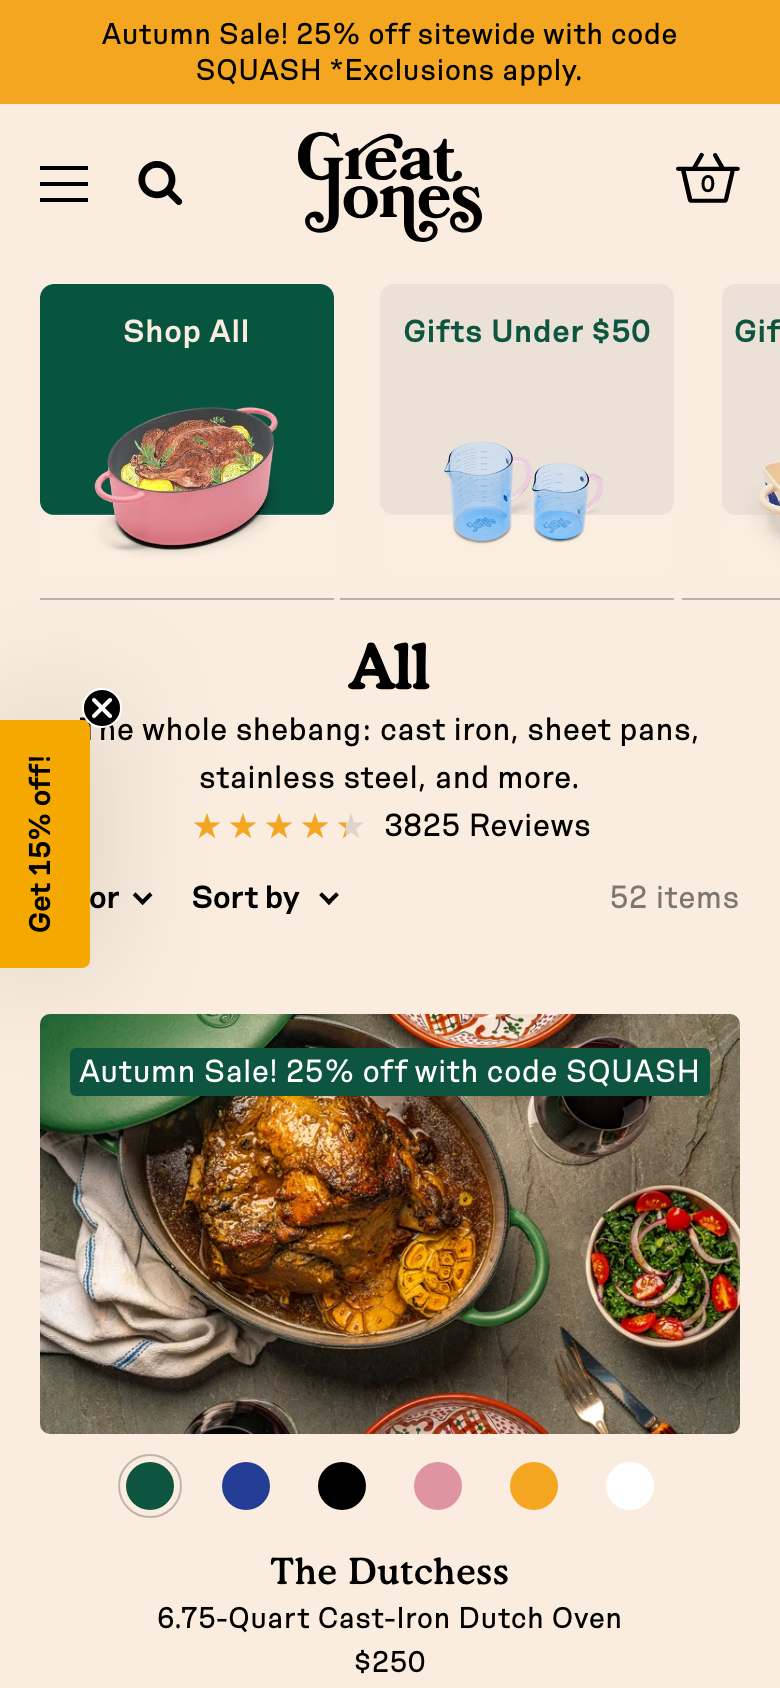 Autumn Sale! 25% off sitewide with code
SQUASH *Exclusions apply.
Great
Jones
0
Shop All
Gifts Under $50
Gif
All
The whole shebang: cast iron, sheet pans,
stainless steel, and more.
3825 Reviews
Get 15% off!
or
Sort by
52 items
Autumn Sale! 25% off with code SQUASH
The Dutchess
6.75-Quart Cast-Iron Dutch Oven
$250